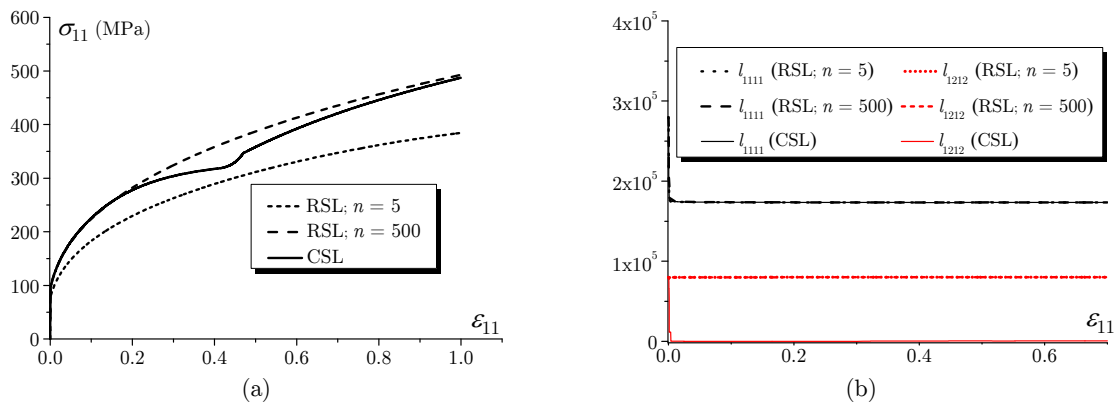 σ11 (MPa)
600
500
400
300
200
100
0
0.0 0.2 0.4 0.6 0.8 1.0
ε11
RSL; n = 5
RSL; n = 500
CSL
(a)
4x10^5
3x10^5
2x10^5
1x10^5
0
0.0 0.2 0.4 0.6
ε11
l1111 (RSL; n = 5) l1212 (RSL; n = 5)
l1111 (RSL; n = 500) l1212 (RSL; n = 500)
l1111 (CSL) l1212 (CSL)
(b)